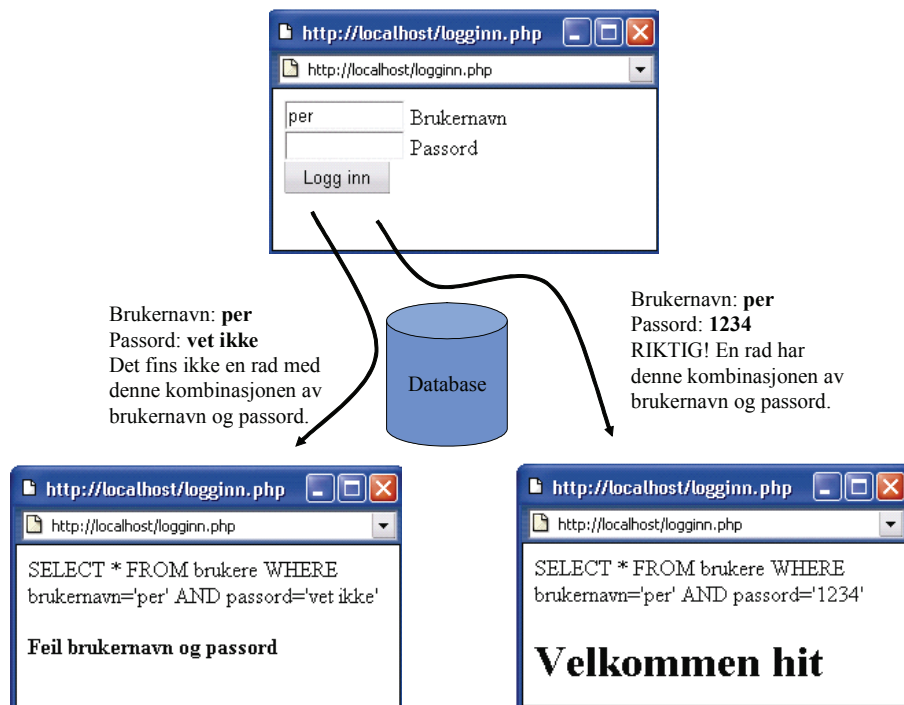 http://localhost/logginn.php
http://localhost/logginn.php
per Brukernavn
Passord
Logg inn
Brukernavn: per
Passord: vet ikke
Det fins ikke en rad med
denne kombinasjonen av
brukernavn og passord.
Database
Brukernavn: per
Passord: 1234
RIKTIG! En rad har
denne kombinasjonen av
brukernavn og passord.
http://localhost/logginn.php
http://localhost/logginn.php
SELECT * FROM brukere WHERE
brukernavn='per' AND passord='vet ikke'
Feil brukernavn og passord
http://localhost/logginn.php
http://localhost/logginn.php
SELECT * FROM brukere WHERE
brukernavn='per' AND passord='1234'
Velkommen hit